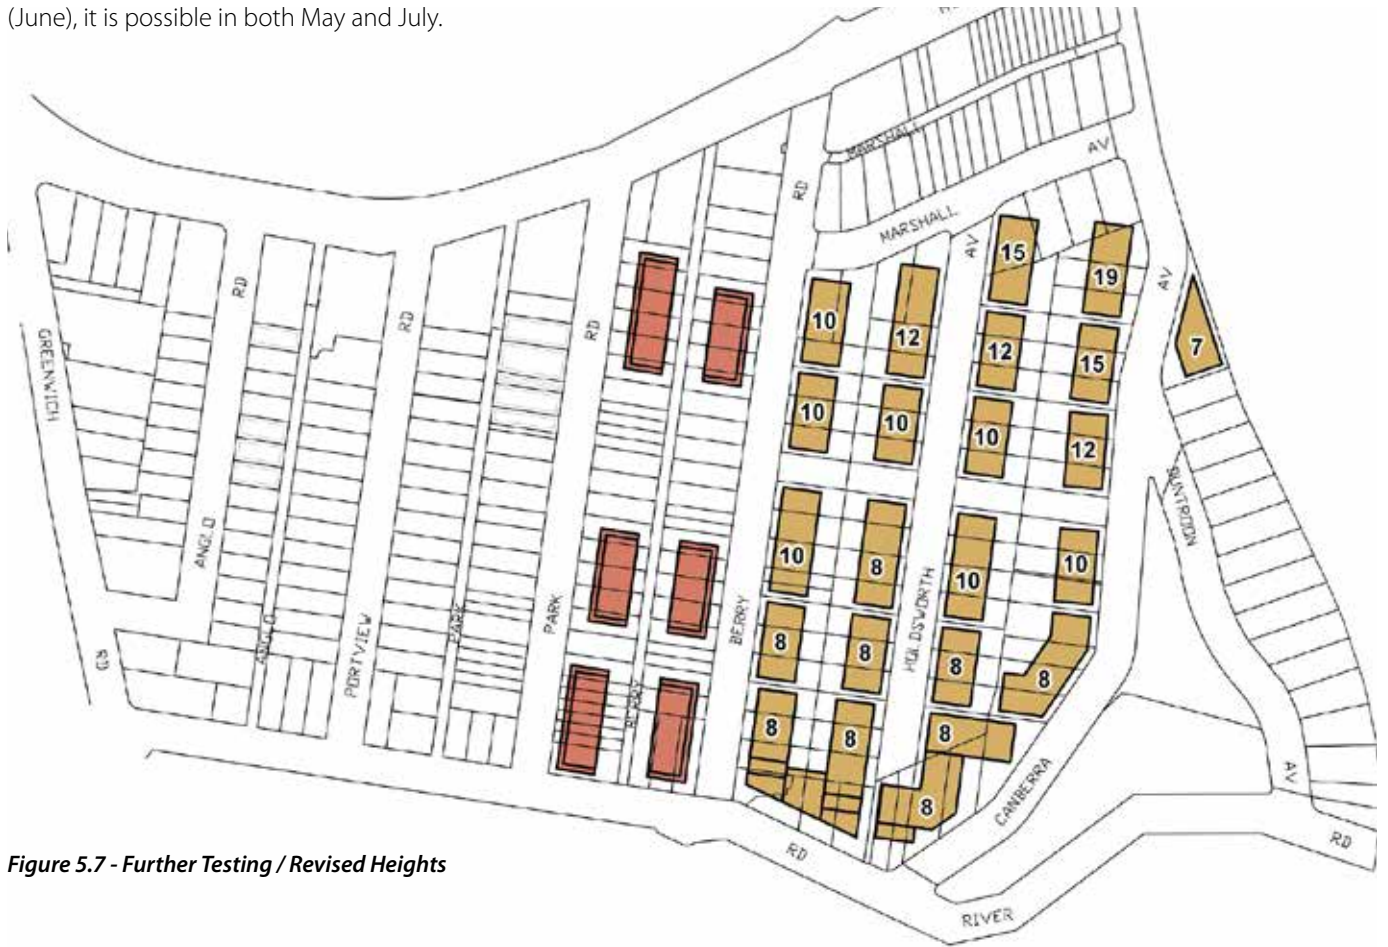 (June), it is possible in both May and July.
MARSHALL
AV
RD
MARSHALL
AV
15
19
AV
RD
RD
RD
10
12
12
15
7
GREENWICH
10
10
10
12
DUNTROON
ANGLO
10
8
10
10
HOLDSWORTH
PARK
BERRY
PARK
ANGLO
PORTVIEW
RD
8
8
8
8
BERRY
8
8
8
8
CANBERRA
AV
RD
RD
RIVER
Figure 5.7 - Further Testing / Revised Heights